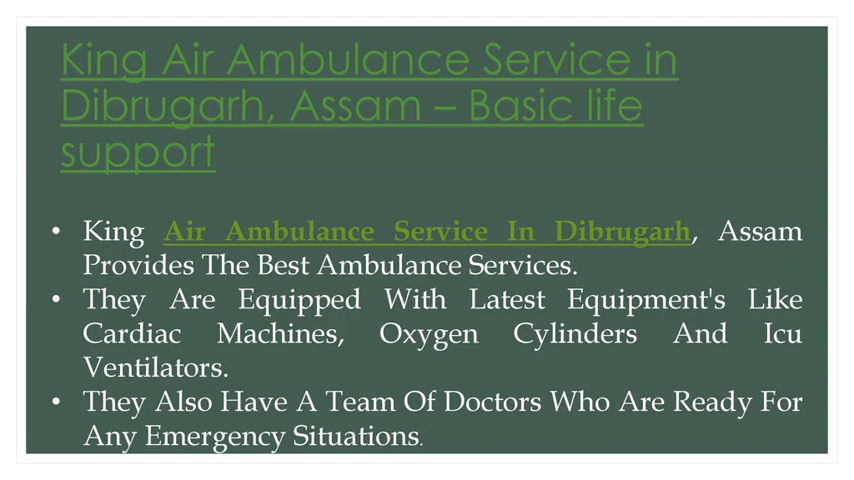 King Air Ambulance Service in
Dibrugarh, Assam – Basic life
support
• King Air Ambulance Service In Dibrugarh, Assam
Provides The Best Ambulance Services.
• They Are Equipped With Latest Equipment's Like
Cardiac Machines, Oxygen Cylinders And Icu
Ventilators.
• They Also Have A Team Of Doctors Who Are Ready For
Any Emergency Situations.